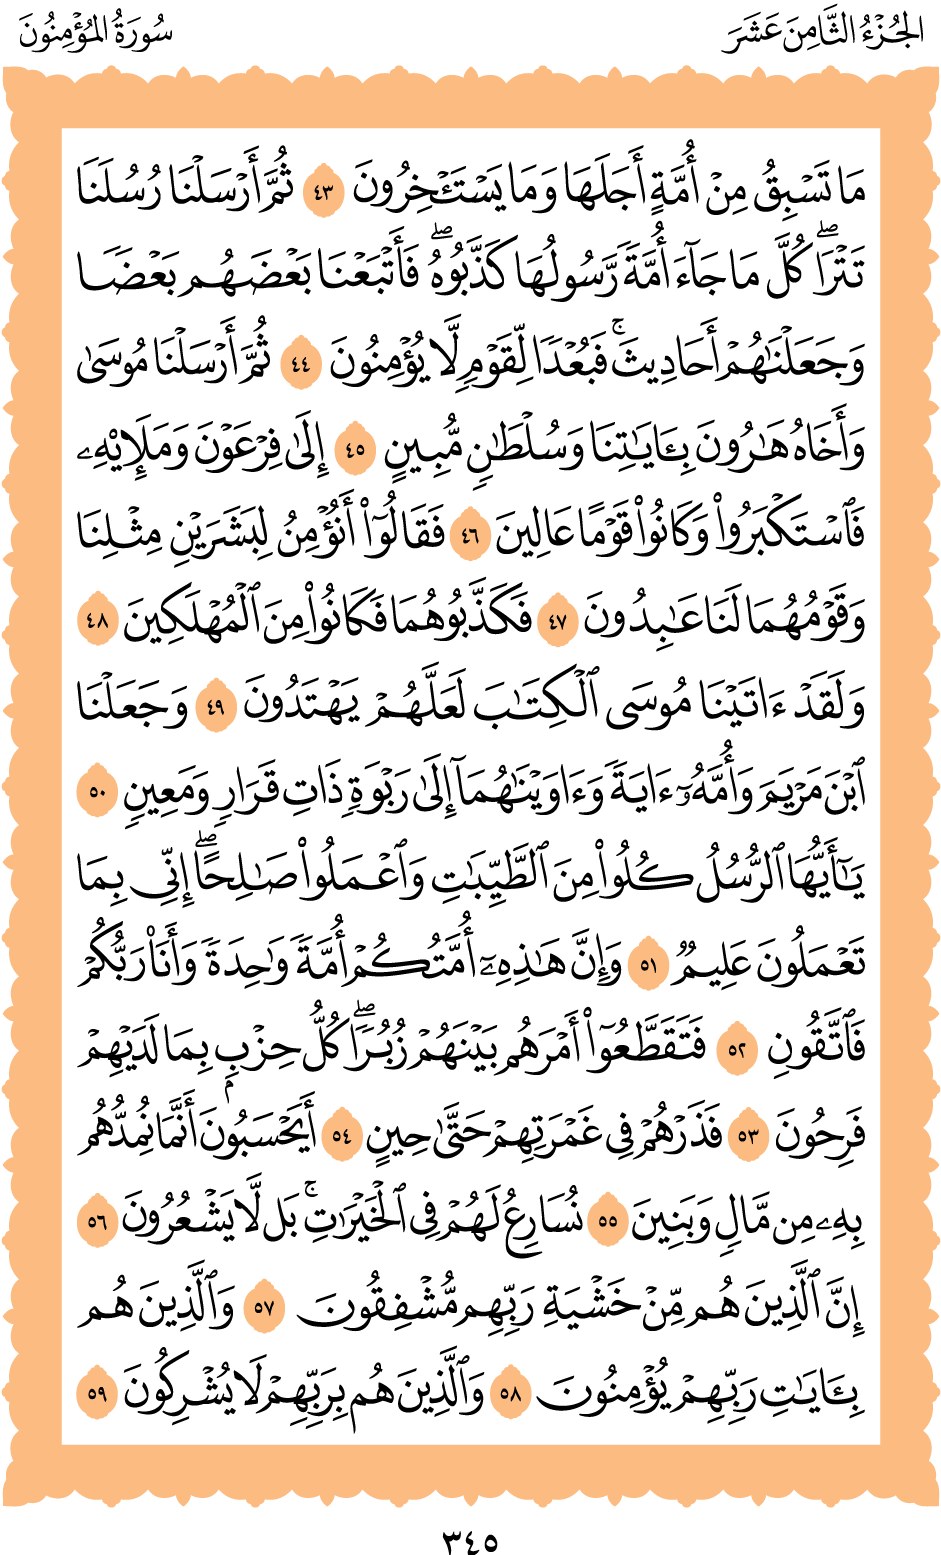 الجُزْءُ الثَّامِنَ عَشَرَ
سُورَةُ المُؤْمِنُونَ
مَا تَسْبِقُ مِنْ أُمَّةٍ أَجَلَهَا وَمَا يَسْتَـْٔخِرُونَ ٤٣ ثُمَّ أَرْسَلْنَا رُسُلَنَا
تَتْرَاۖ كُلَّ مَا جَآءَ أُمَّةً رَّسُولُهَا كَذَّبُوهُۖ فَأَتْبَعْنَا بَعْضَهُم بَعْضًا
وَجَعَلْنَٰهُمْ أَحَادِيثَۚ فَبُعْدًا لِّقَوْمٍ لَّا يُؤْمِنُونَ ٤٤ ثُمَّ أَرْسَلْنَا مُوسَىٰ
وَأَخَاهُ هَٰرُونَ بِـَٔايَٰتِنَا وَسُلْطَٰنٍ مُّبِينٍ ٤٥ إِلَىٰ فِرْعَوْنَ وَمَلَإِي۟هِۦ
فَٱسْتَكْبَرُوا۟ وَكَانُوا۟ قَوْمًا عَالِينَ ٤٦ فَقَالُوٓا۟ أَنُؤْمِنُ لِبَشَرَيْنِ مِثْلِنَا
وَقَوْمُهُمَا لَنَا عَٰبِدُونَ ٤٧ فَكَذَّبُوهُمَا فَكَانُوا۟ مِنَ ٱلْمُهْلَكِينَ ٤٨
وَلَقَدْ ءَاتَيْنَا مُوسَى ٱلْكِتَٰبَ لَعَلَّهُمْ يَهْتَدُونَ ٤٩ وَجَعَلْنَا
ٱبْنَ مَرْيَمَ وَأُمَّهُۥٓ ءَايَةً وَءَاوَيْنَٰهُمَآ إِلَىٰ رَبْوَةٍ ذَاتِ قَرَارٍ وَمَعِينٍ ٥٠
يَٰٓأَيُّهَا ٱلرُّسُلُ كُلُوا۟ مِنَ ٱلطَّيِّبَٰتِ وَٱعْمَلُوا۟ صَٰلِحًاۖ إِنِّى بِمَا
تَعْمَلُونَ عَلِيمٌ ٥١ وَإِنَّ هَٰذِهِۦٓ أُمَّتُكُمْ أُمَّةً وَٰحِدَةً وَأَنَا۠ رَبُّكُمْ
فَٱتَّقُونِ ٥٢ فَتَقَطَّعُوٓا۟ أَمْرَهُم بَيْنَهُمْ زُبُرًاۖ كُلُّ حِزْبٍۭ بِمَا لَدَيْهِمْ
فَرِحُونَ ٥٣ فَذَرْهُمْ فِى غَمْرَتِهِمْ حَتَّىٰ حِينٍ ٥٤ أَيَحْسَبُونَ أَنَّمَا نُمِدُّهُم
بِهِۦ مِن مَّالٍ وَبَنِينَ ٥٥ نُسَارِعُ لَهُمْ فِى ٱلْخَيْرَٰتِۚ بَل لَّا يَشْعُرُونَ ٥٦
إِنَّ ٱلَّذِينَ هُم مِّنْ خَشْيَةِ رَبِّهِم مُّشْفِقُونَ ٥٧ وَٱلَّذِينَ هُم
بِـَٔايَٰتِ رَبِّهِمْ يُؤْمِنُونَ ٥٨ وَٱلَّذِينَ هُم بِرَبِّهِمْ لَا يُشْرِكُونَ ٥٩
٣٤٥